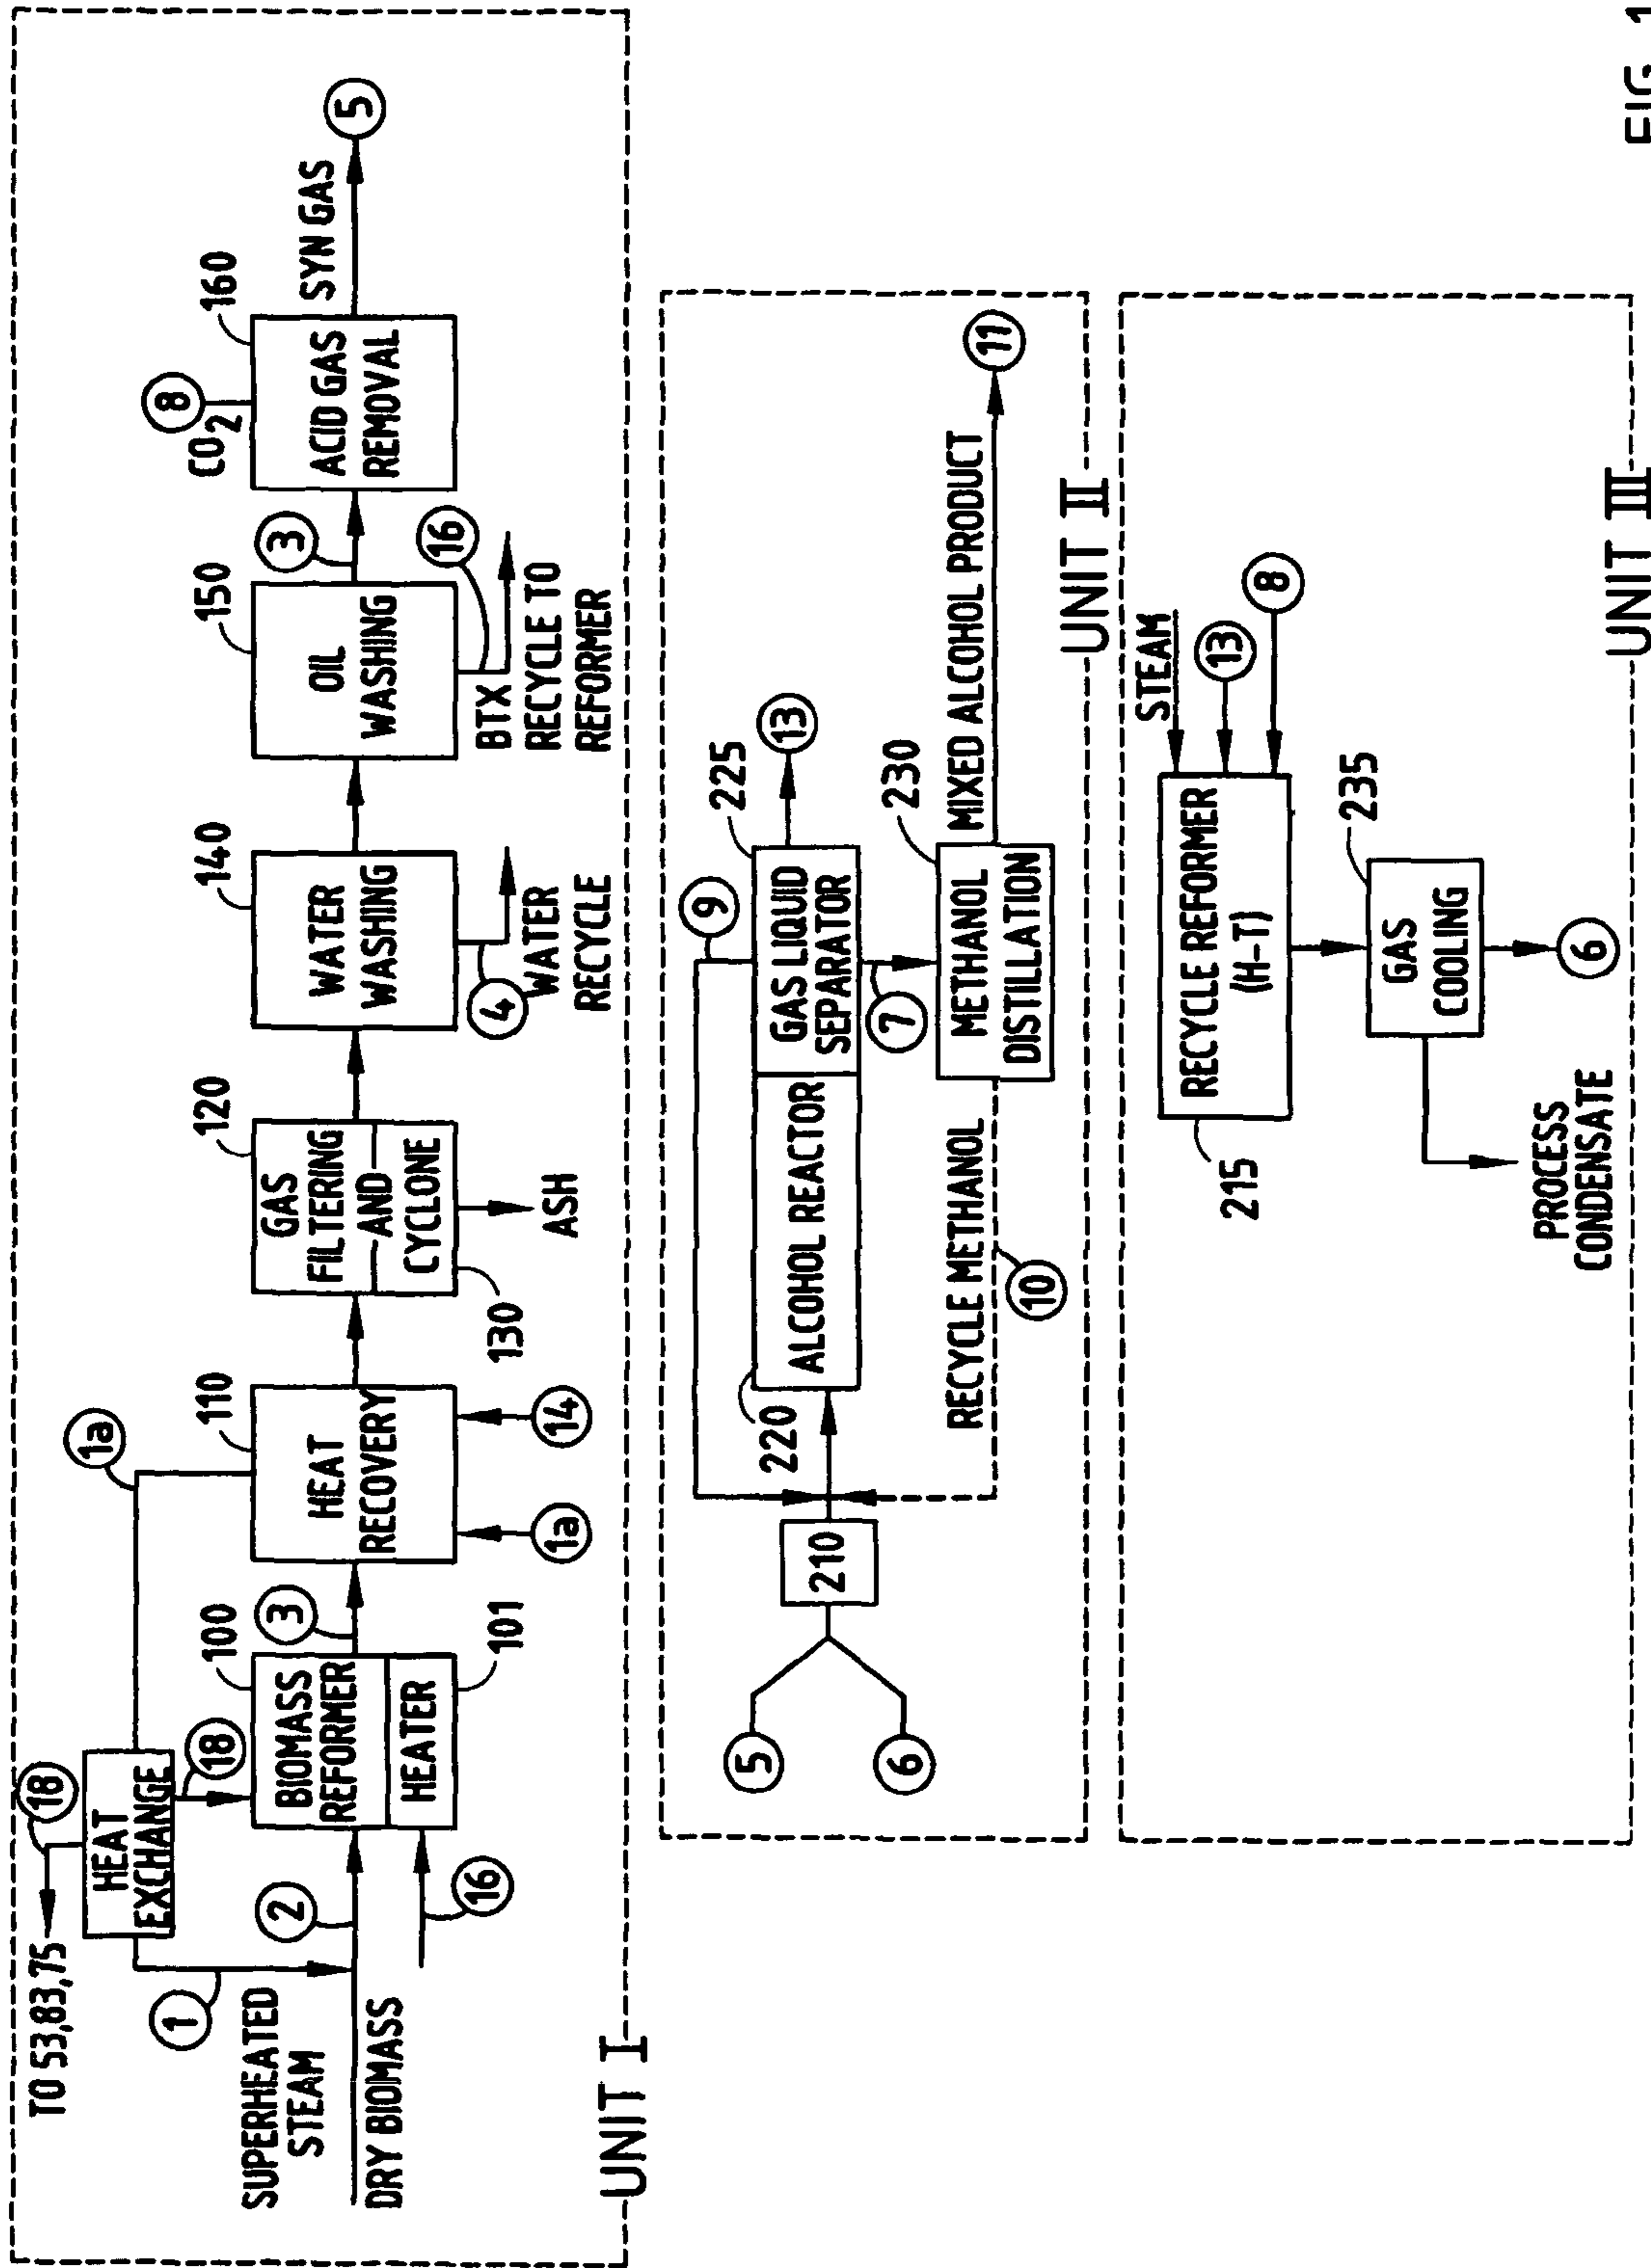 TO 53,83,75
18
HEAT
EXCHANGE
1a
1
18
SUPERHEATED
STEAM
DRY BIOMASS
2
16
100
BIOMASS
REFORMER
HEATER
101
3
110
HEAT
RECOVERY
1a
14
120
GAS
FILTERING
AND
CYCLONE
130
ASH
140
WATER
WASHING
4
WATER
RECYCLE
150
OIL
WASHING
16
BTX
RECYCLE TO
REFORMER
3
8
CO2
160
ACID GAS
REMOVAL
SYN GAS
5
UNIT I
5
6
210
9
220
ALCOHOL REACTOR
225
GAS LIQUID
SEPARATOR
13
7
230
METHANOL
DISTILLATION
RECYCLE METHANOL
10
MIXED ALCOHOL PRODUCT
11
UNIT II
STEAM
13
8
RECYCLE REFORMER
(H-T)
215
235
GAS
COOLING
PROCESS
CONDENSATE
6
UNIT III
FIG. 1